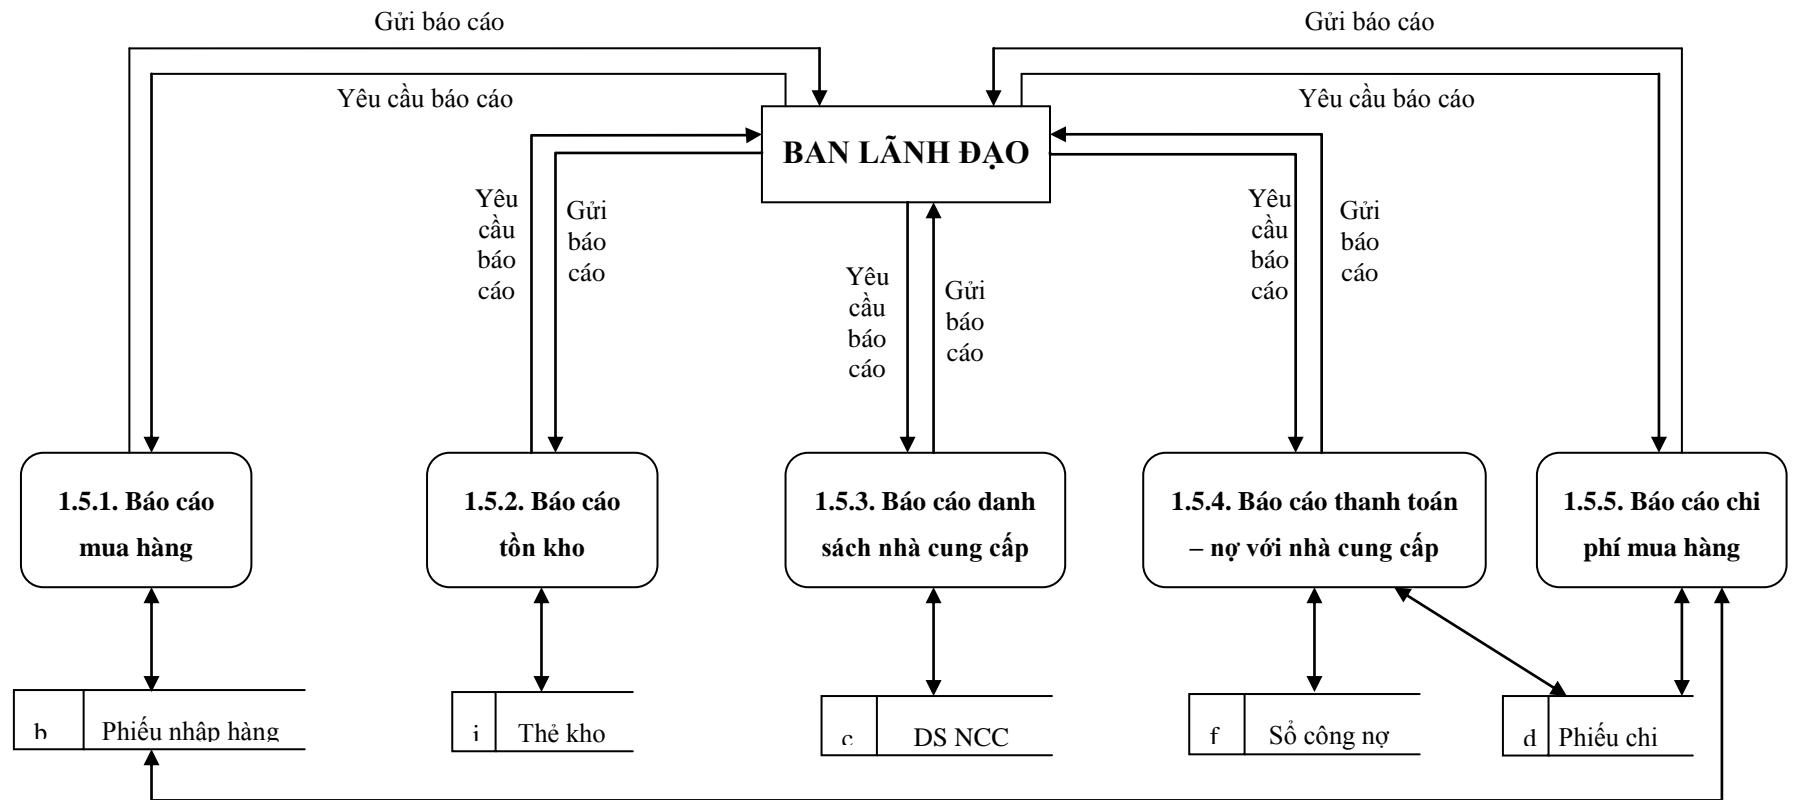 Gửi báo cáo
Gửi báo cáo
Yêu cầu báo cáo
Yêu cầu báo cáo
BAN LÃNH ĐẠO
Yêu
cầu
báo
cáo
Gửi
báo
cáo
Yêu
cầu
báo
cáo
Gửi
báo
cáo
Yêu
cầu
báo
cáo
Gửi
báo
cáo
1.5.1. Báo cáo
mua hàng
1.5.2. Báo cáo
tồn kho
1.5.3. Báo cáo danh
sách nhà cung cấp
1.5.4. Báo cáo thanh toán
– nợ với nhà cung cấp
1.5.5. Báo cáo chi
phí mua hàng
b Phiếu nhập hàng
i Thẻ kho
c DS NCC
f Sổ công nợ
d Phiếu chi